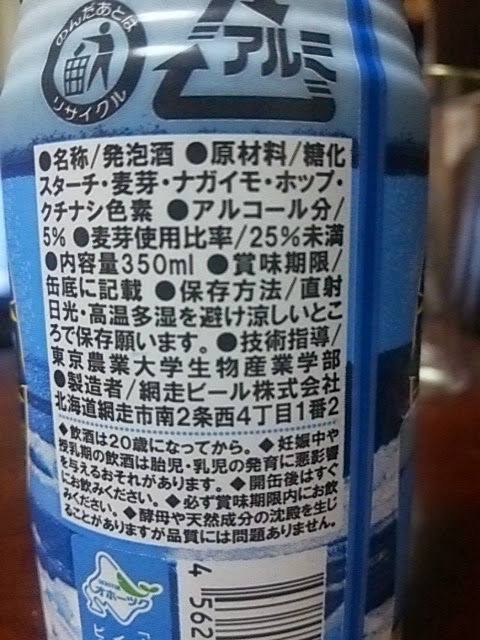 のんだあとは
リサイクル
アルミ
●名称/発泡酒 ●原材料/糖化
スターチ・麦芽・ナガイモ・ホップ・
クチナシ色素 ●アルコール分/
5% ●麦芽使用比率/25%未満
●内容量350ml ●賞味期限/
缶底に記載 ●保存方法/直射
日光・高温多湿を避け涼しいとこ
ろで保存願います。●技術指導/
東京農業大学生物産業学部
●製造者/網走ビール株式会社
北海道網走市南2条西4丁目1番2
◆飲酒は20歳になってから。◆妊娠中や
授乳期の飲酒は胎児・乳児の発育に悪影響
を与えるおそれがあります。◆開缶後はすぐ
にお飲みください。◆必ず賞味期限内にお飲
みください。◆酵母や天然成分の沈殿を生じ
ることがありますが品質には問題ありません。
オホーツク
4 562